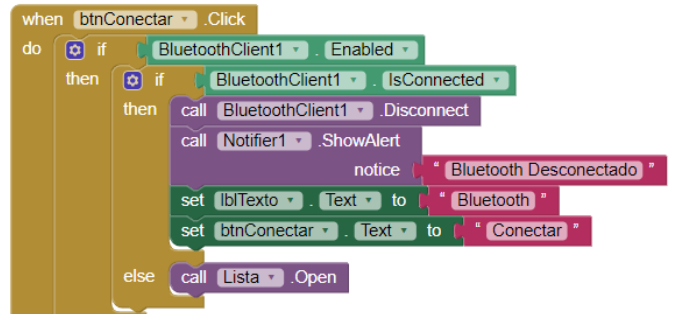 when btnConectar .Click
do if BluetoothClient1 . Enabled
then if BluetoothClient1 . IsConnected
then call BluetoothClient1 .Disconnect
call Notifier1 .ShowAlert
notice " Bluetooth Desconectado "
set lblTexto . Text to " Bluetooth "
set btnConectar . Text to " Conectar "
else call Lista .Open